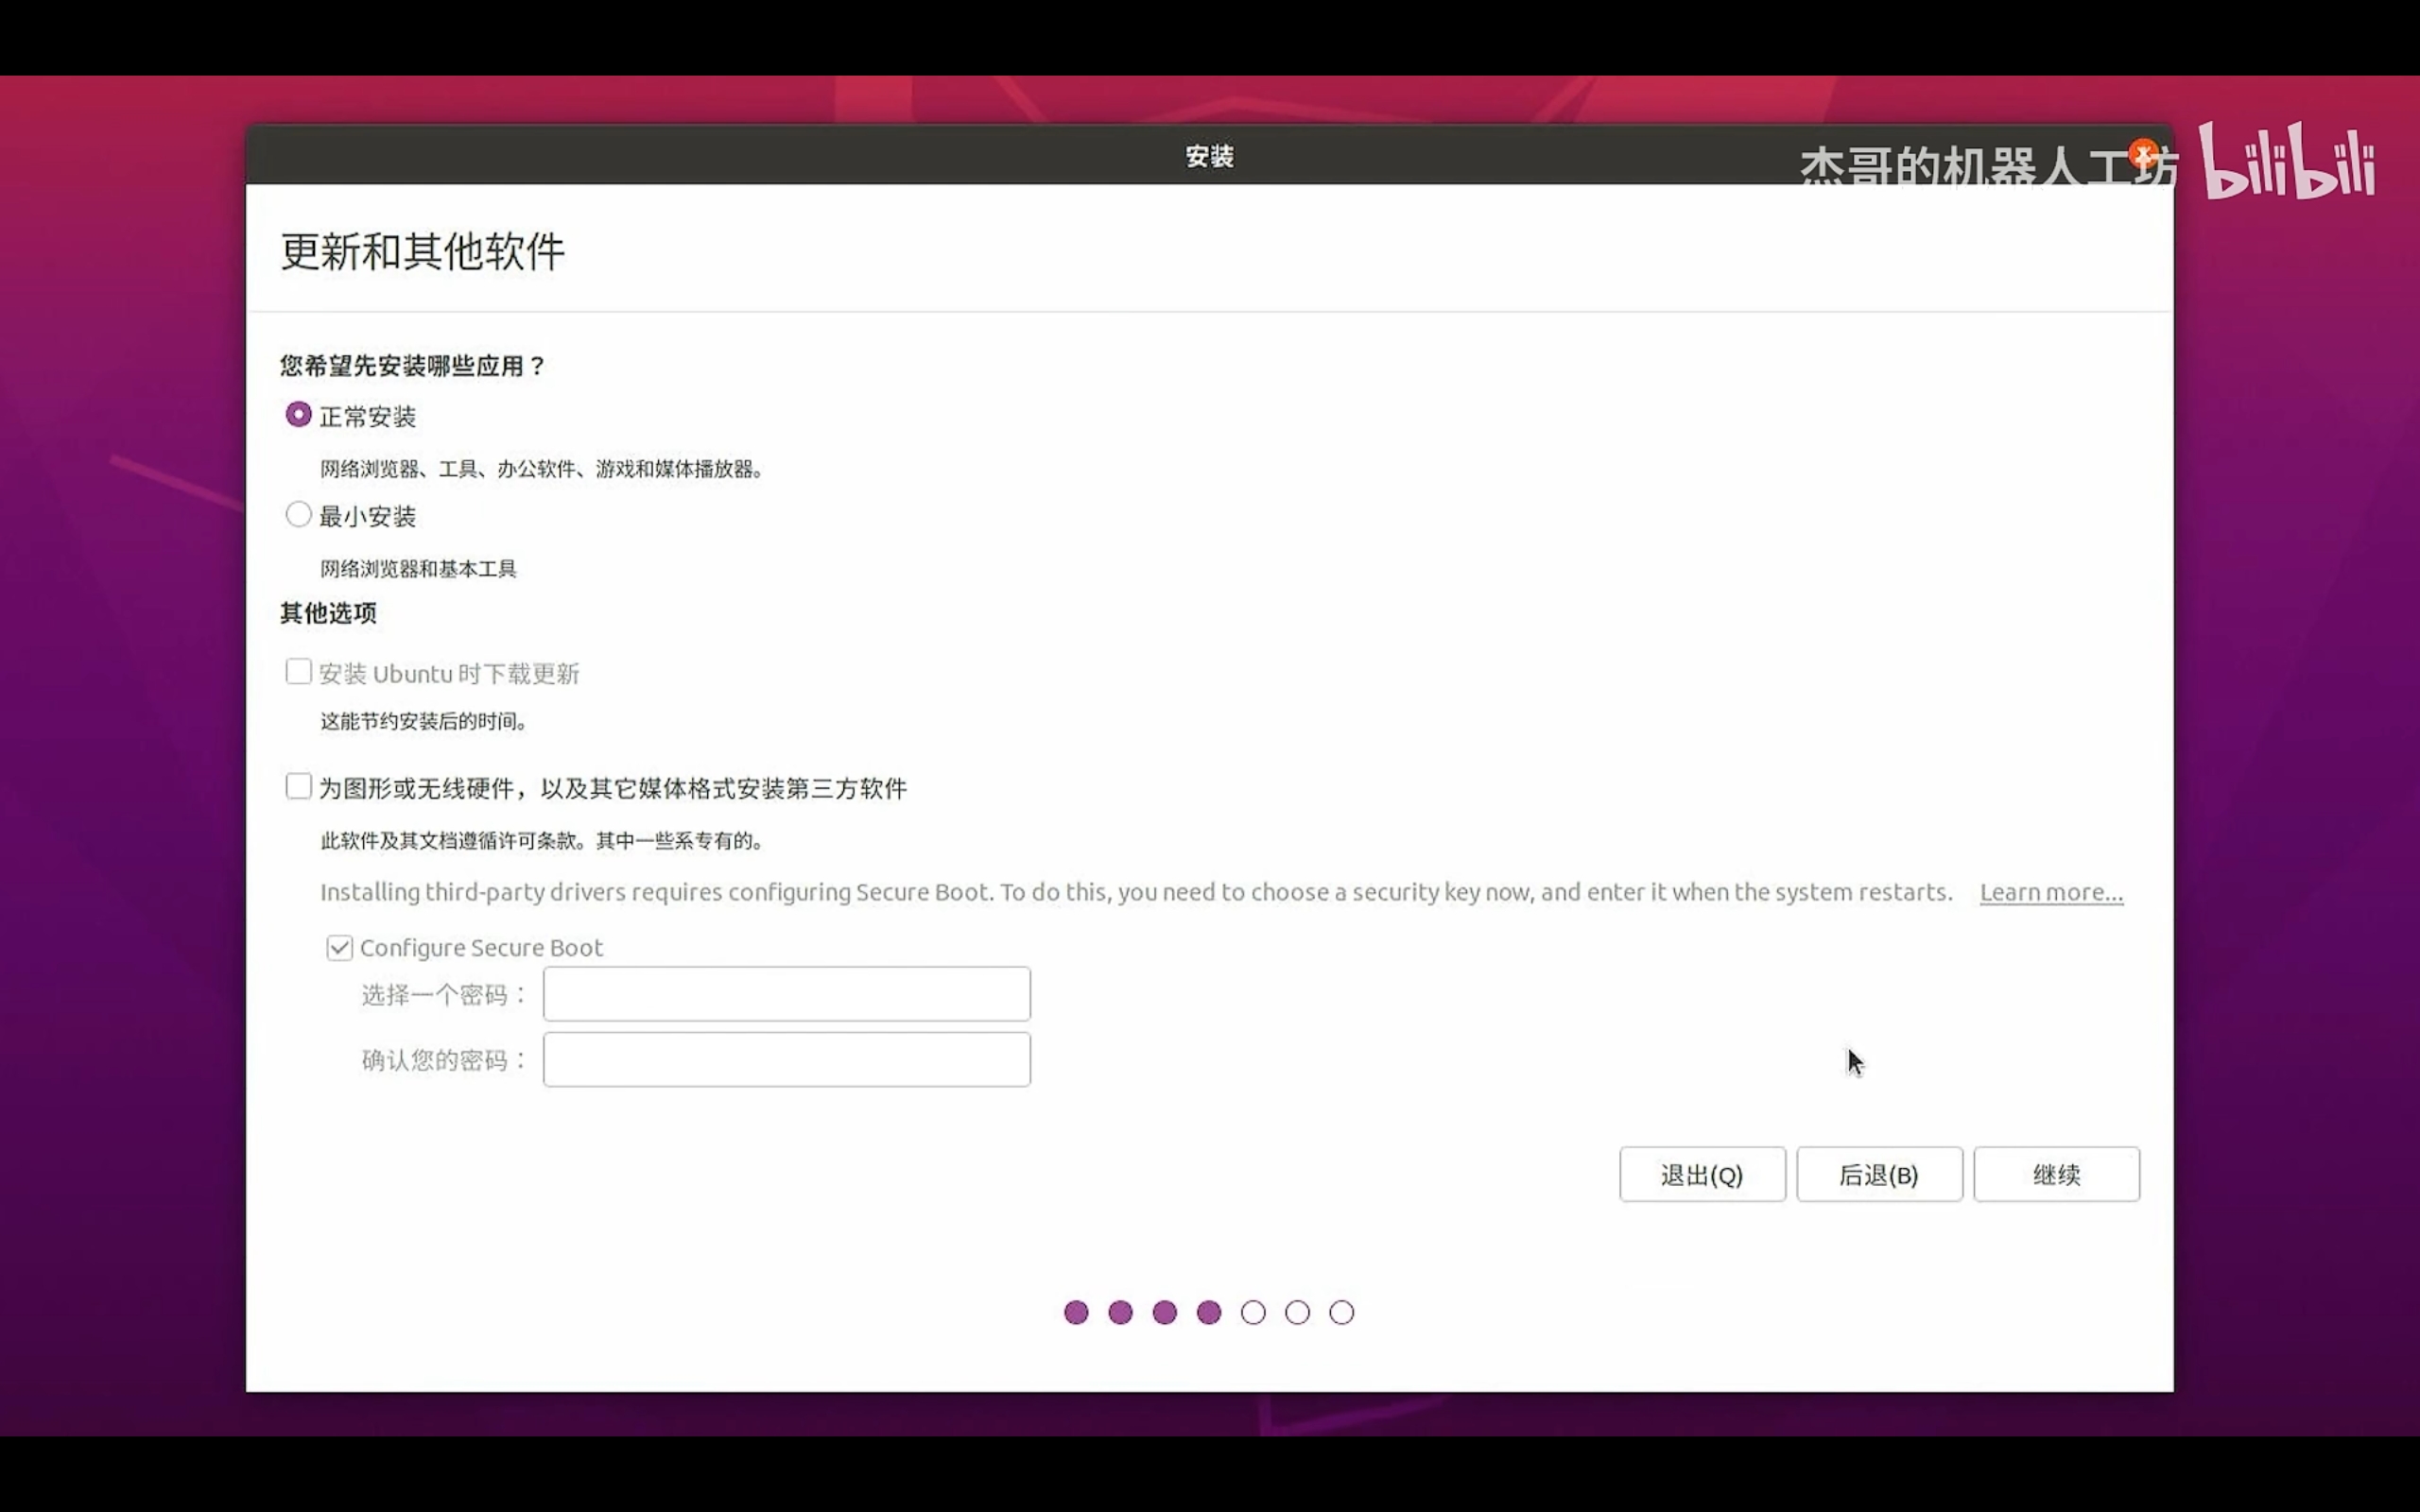 安装
杰哥的机器人工坊 bilibili
更新和其他软件
您希望先安装哪些应用？
正常安装
网络浏览器、工具、办公软件、游戏和媒体播放器。
最小安装
网络浏览器和基本工具
其他选项
安装 Ubuntu 时下载更新
这能节约安装后的时间。
为图形或无线硬件，以及其它媒体格式安装第三方软件
此软件及其文档遵循许可条款。其中一些系专有的。
Installing third-party drivers requires configuring Secure Boot. To do this, you need to choose a security key now, and enter it when the system restarts. Learn more...
Configure Secure Boot
选择一个密码：
确认您的密码：
退出(Q) 后退(B) 继续